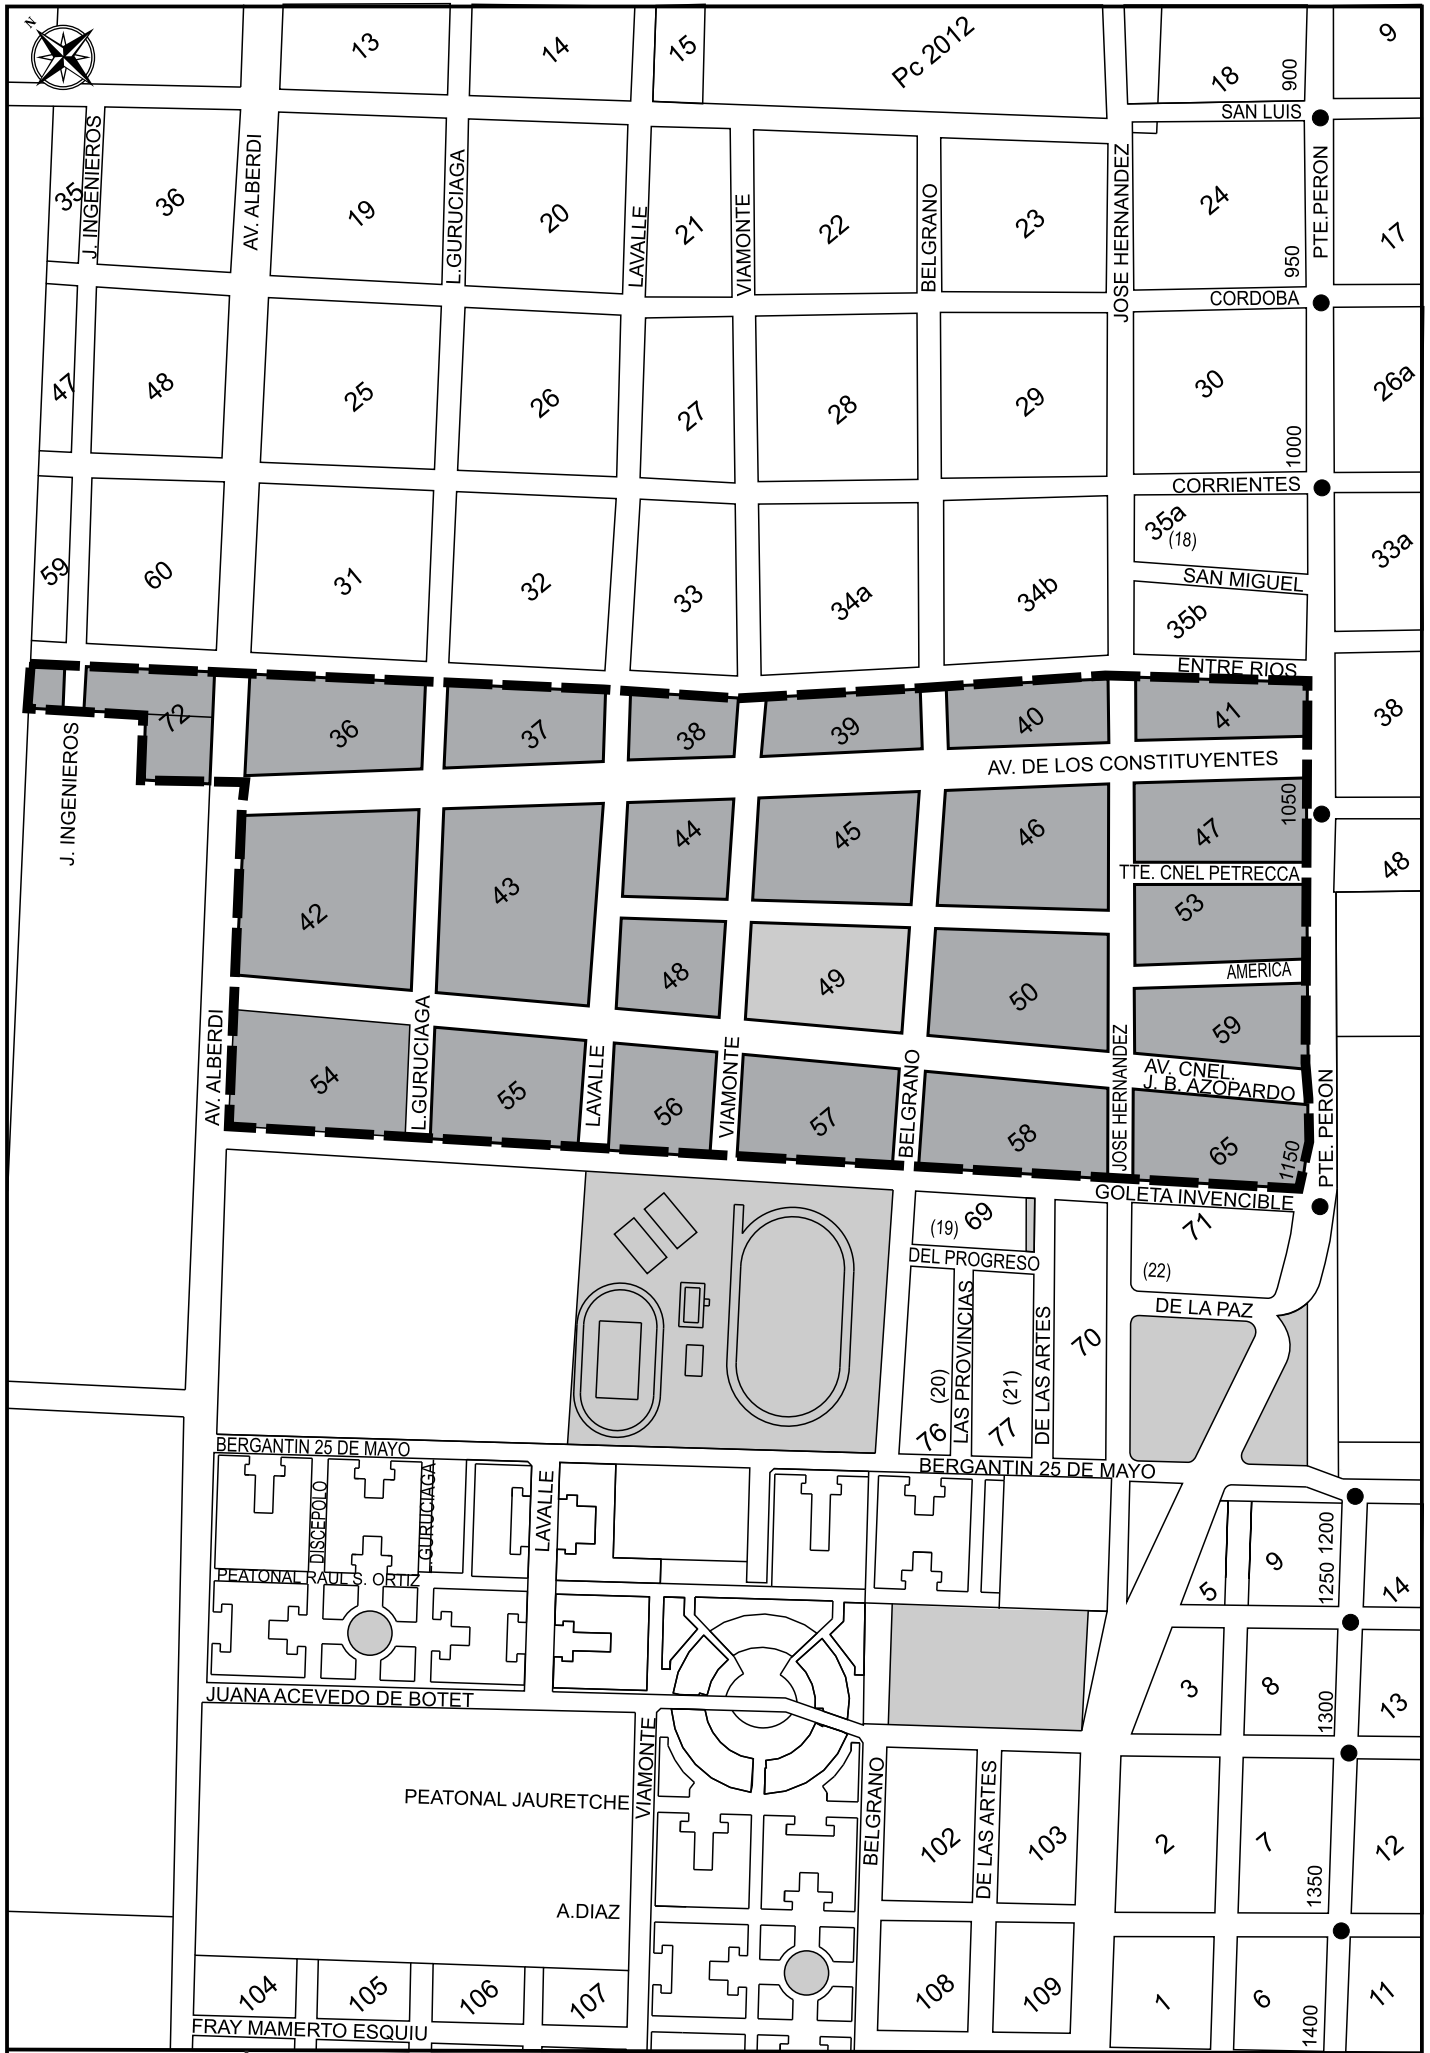 N
13
14
15
Pc 2012
18
900
9
SAN LUIS
35
J. INGENIEROS
36
AV. ALBERDI
19
L.GURUCIAGA
20
LAVALLE
21
VIAMONTE
22
BELGRANO
23
JOSE HERNANDEZ
24
950
PTE.PERON
17
CORDOBA
47
48
25
26
27
28
29
30
1000
26a
CORRIENTES
59
60
31
32
33
34a
34b
35a
(18)
SAN MIGUEL
35b
33a
ENTRE RIOS
72
36
37
38
39
40
41
38
AV. DE LOS CONSTITUYENTES
J. INGENIEROS
42
43
44
45
46
47
1050
48
TTE. CNEL PETRECCA
53
48
49
50
AMERICA
59
AV. CNEL.
J. B. AZOPARDO
AV. ALBERDI
54
L.GURUCIAGA
55
LAVALLE
56
VIAMONTE
57
BELGRANO
58
JOSE HERNANDEZ
65
1150
PTE. PERON
GOLETA INVENCIBLE
(19)
69
71
(22)
DEL PROGRESO
DE LA PAZ
76
(20)
LAS PROVINCIAS
77
(21)
DE LAS ARTES
70
BERGANTIN 25 DE MAYO
BERGANTIN 25 DE MAYO
DISCEPOLO
L.GURUCIAGA
LAVALLE
PEATONAL RAUL S. ORTIZ
5
9
1250 1200
14
JUANA ACEVEDO DE BOTET
3
8
1300
13
PEATONAL JAURETCHE
VIAMONTE
BELGRANO
102
DE LAS ARTES
103
2
7
1350
12
A.DIAZ
104
105
106
107
108
109
1
6
1400
11
FRAY MAMERTO ESQUIU